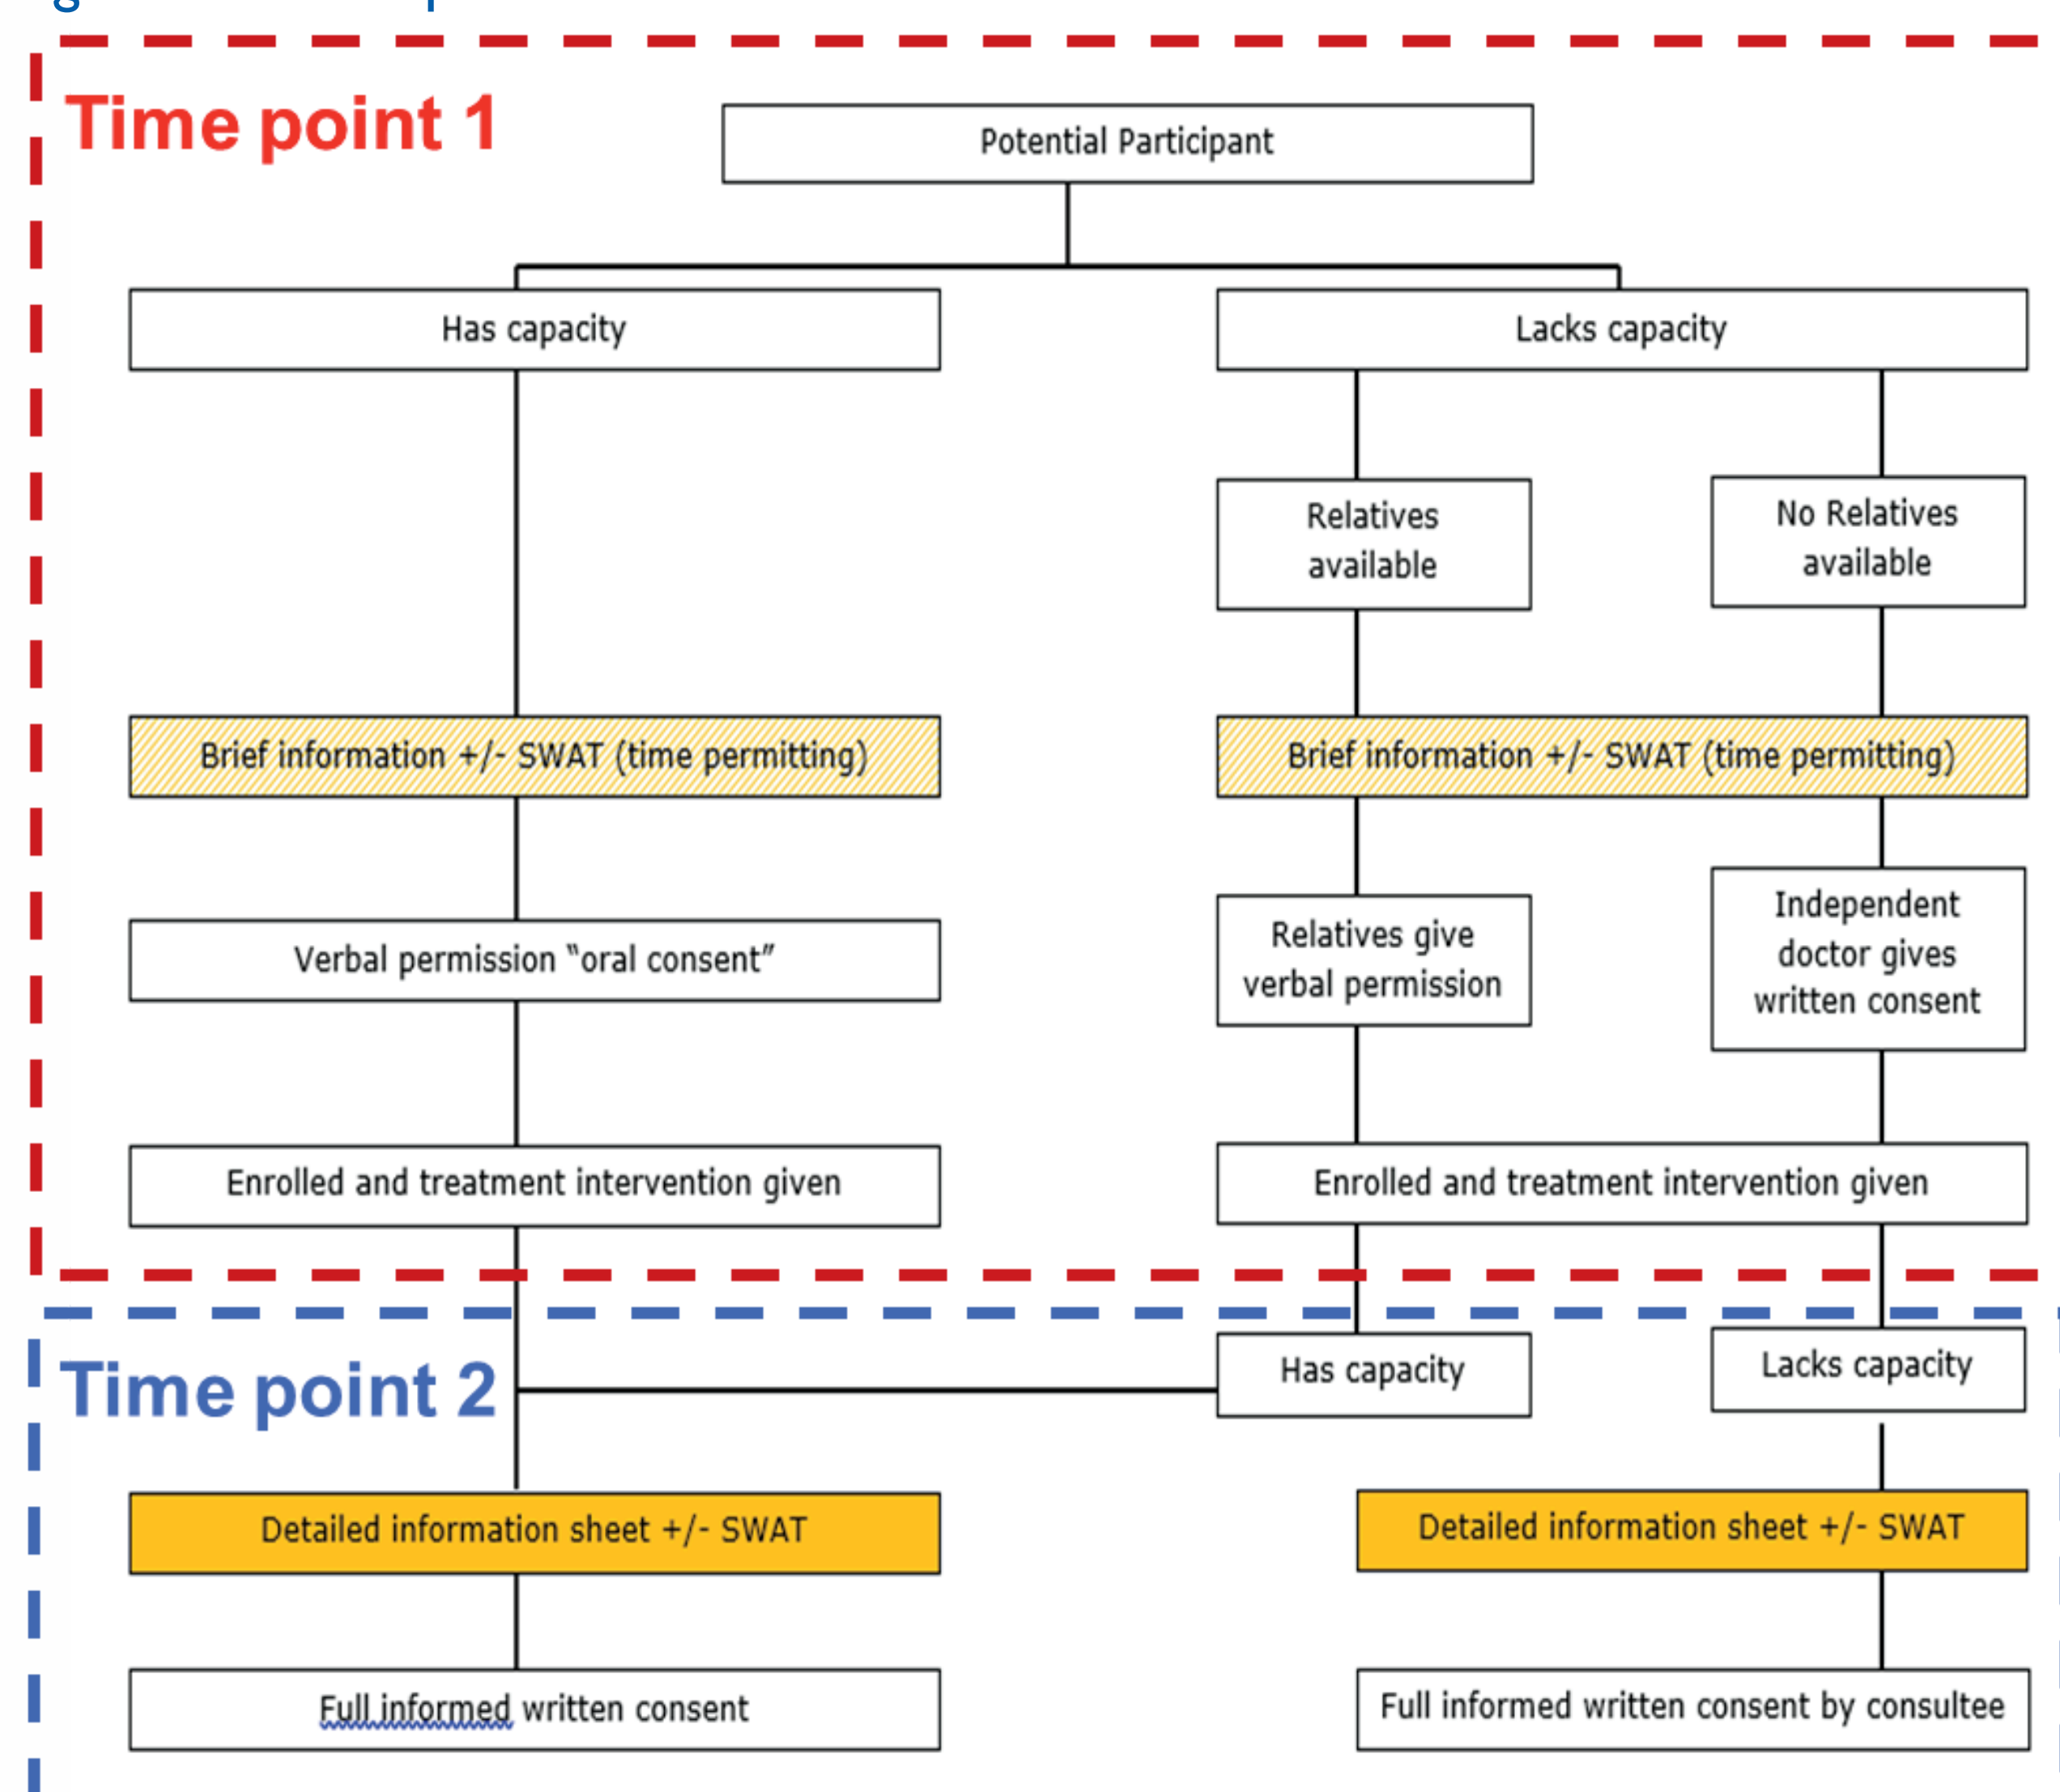 Time point 1
Potential Participant
Has capacity
Lacks capacity
Relatives
available
No Relatives
available
Brief information +/- SWAT (time permitting)
Brief information +/- SWAT (time permitting)
Verbal permission “oral consent”
Relatives give
verbal permission
Independent
doctor gives
written consent
Enrolled and treatment intervention given
Enrolled and treatment intervention given
Time point 2
Has capacity
Lacks capacity
Detailed information sheet +/- SWAT
Detailed information sheet +/- SWAT
Full informed written consent
Full informed written consent by consultee